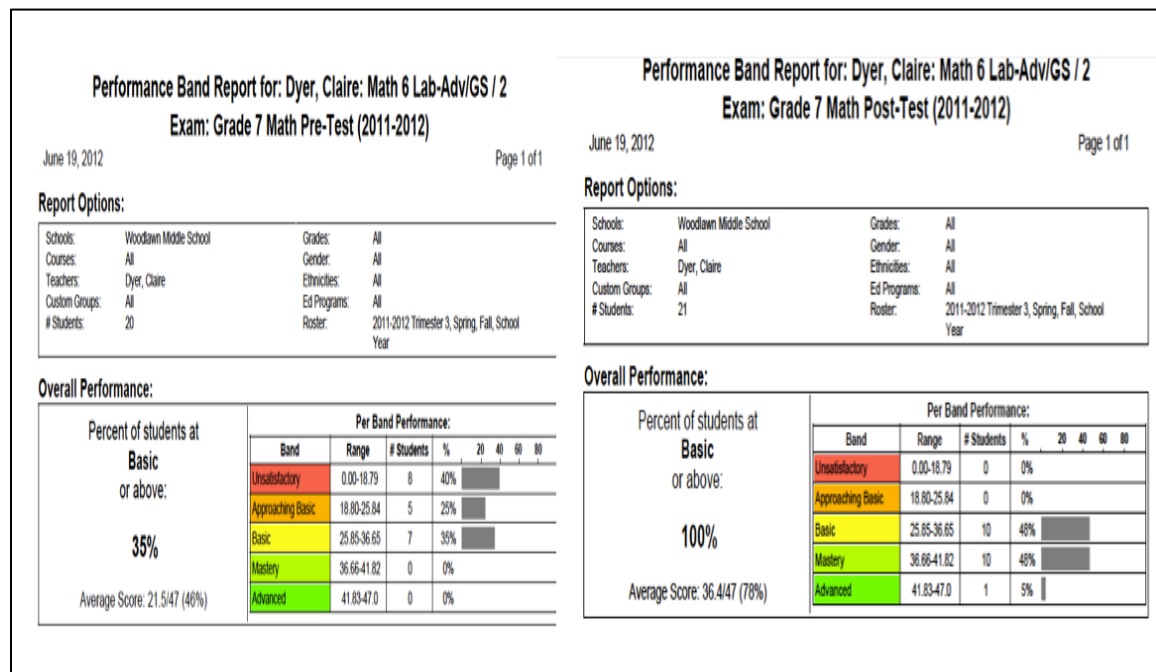 Performance Band Report for: Dyer, Claire: Math 6 Lab-Adv/GS / 2
Exam: Grade 7 Math Pre-Test (2011-2012)
June 19, 2012 Page 1 of 1
Report Options:
Schools: Woodlawn Middle School Grades: All
Courses: All Gender: All
Teachers: Dyer, Claire Ethnicities: All
Custom Groups: All Ed Programs: All
# Students: 20 Roster: 2011-2012 Trimester 3, Spring, Fall, School
Year
Overall Performance:
Percent of students at
Basic
or above:
35%
Average Score: 21.5/47 (46%)
Per Band Performance:
Band Range # Students % 20 40 60 80
Unsatisfactory 0.00-18.79 8 40%
Approaching Basic 18.80-25.84 5 25%
Basic 25.85-36.65 7 35%
Mastery 36.66-41.82 0 0%
Advanced 41.83-47.0 0 0%
Performance Band Report for: Dyer, Claire: Math 6 Lab-Adv/GS / 2
Exam: Grade 7 Math Post-Test (2011-2012)
June 19, 2012 Page 1 of 1
Report Options:
Schools: Woodlawn Middle School Grades: All
Courses: All Gender: All
Teachers: Dyer, Claire Ethnicities: All
Custom Groups: All Ed Programs: All
# Students: 21 Roster: 2011-2012 Trimester 3, Spring, Fall, School
Year
Overall Performance:
Percent of students at
Basic
or above:
100%
Average Score: 36.4/47 (78%)
Per Band Performance:
Band Range # Students % 20 40 60 80
Unsatisfactory 0.00-18.79 0 0%
Approaching Basic 18.80-25.84 0 0%
Basic 25.85-36.65 10 48%
Mastery 36.66-41.82 10 48%
Advanced 41.83-47.0 1 5%